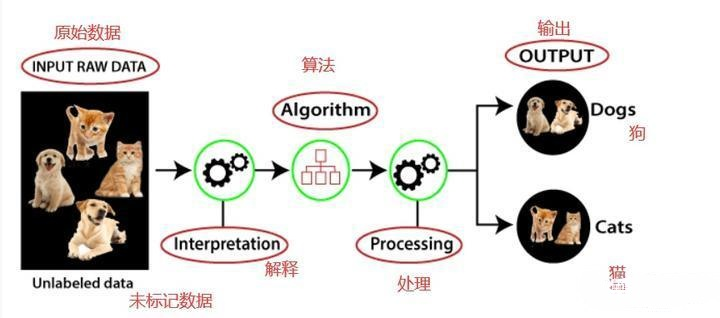 原始数据
INPUT RAW DATA
Unlabeled data
未标记数据
Interpretation
解释
算法
Algorithm
Processing
处理
输出
OUTPUT
Dogs
狗
Cats
猫